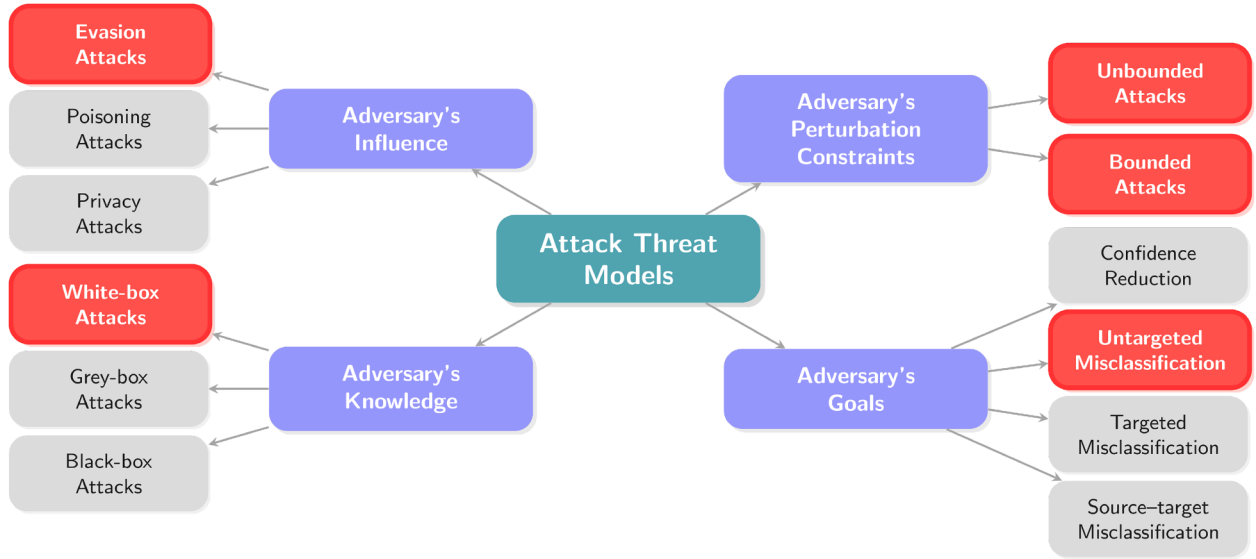 Evasion
Attacks
Poisoning
Attacks
Privacy
Attacks
Adversary's
Influence
White-box
Attacks
Grey-box
Attacks
Black-box
Attacks
Adversary's
Knowledge
Attack Threat
Models
Adversary's
Perturbation
Constraints
Unbounded
Attacks
Bounded
Attacks
Adversary's
Goals
Confidence
Reduction
Untargeted
Misclassification
Targeted
Misclassification
Source–target
Misclassification